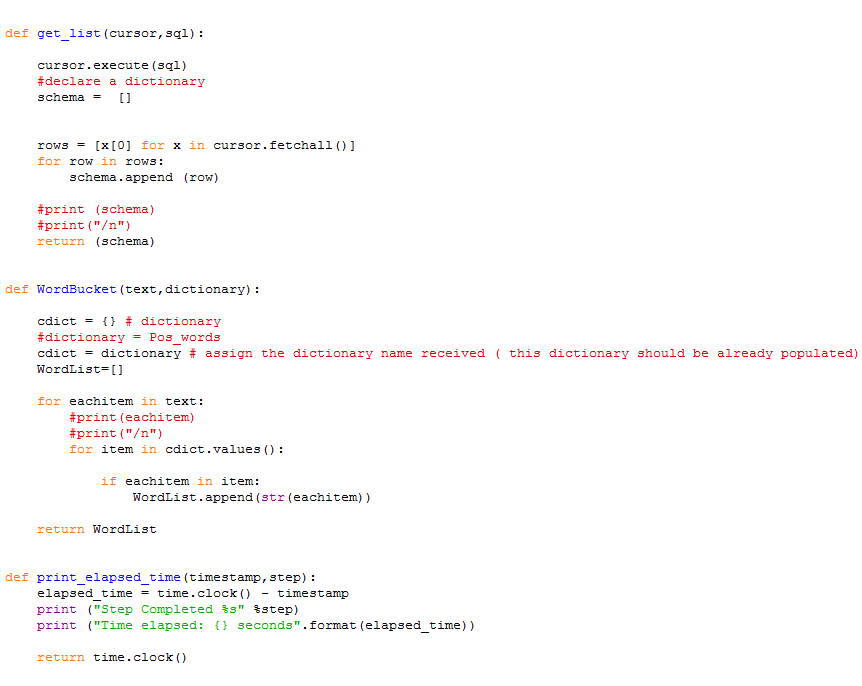 def get_list(cursor,sql):
    cursor.execute(sql)
    #declare a dictionary
    schema =  []
    rows = [x[0] for x in cursor.fetchall()]
    for row in rows:
        schema.append (row)
    #print (schema)
    #print("/n")
    return (schema)
def WordBucket(text,dictionary):
    cdict = {} # dictionary
    #dictionary = Pos_words
    cdict = dictionary # assign the dictionary name received ( this dictionary should be already populated)
    WordList=[]
    for eachitem in text:
        #print(eachitem)
        #print("/n")
        for item in cdict.values():
            if eachitem in item:
                WordList.append(str(eachitem))
    return WordList
def print_elapsed_time(timestamp,step):
    elapsed_time = time.clock() - timestamp
    print ("Step Completed %s" %step)
    print ("Time elapsed: {} seconds".format(elapsed_time))
    return time.clock()